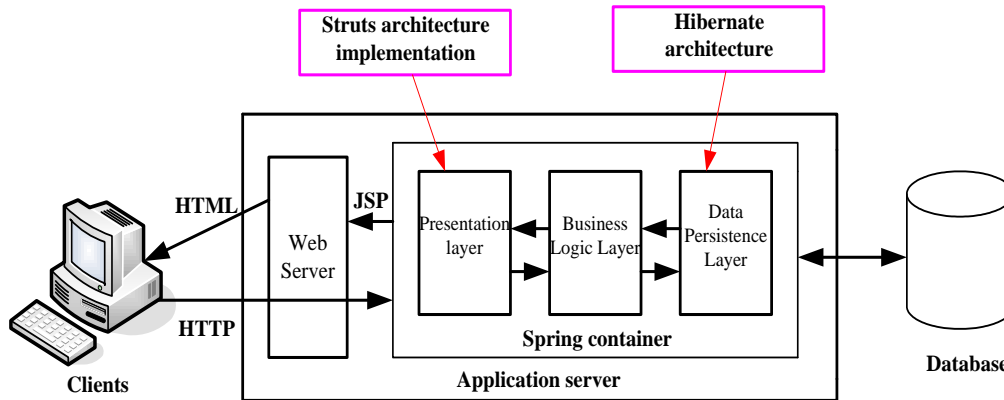 Struts architecture
implementation
Hibernate
architecture
HTML
JSP
Web
Server
Presentation
layer
Business
Logic Layer
Data
Persistence
Layer
HTTP
Spring container
Clients
Application server
Database